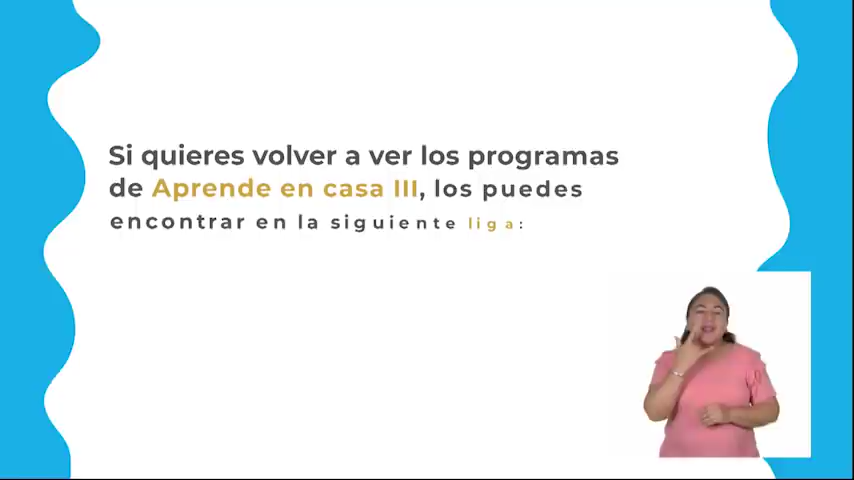 Si quieres volver a ver los programas
de Aprende en casa III, los puedes
encontrar en la siguiente liga: